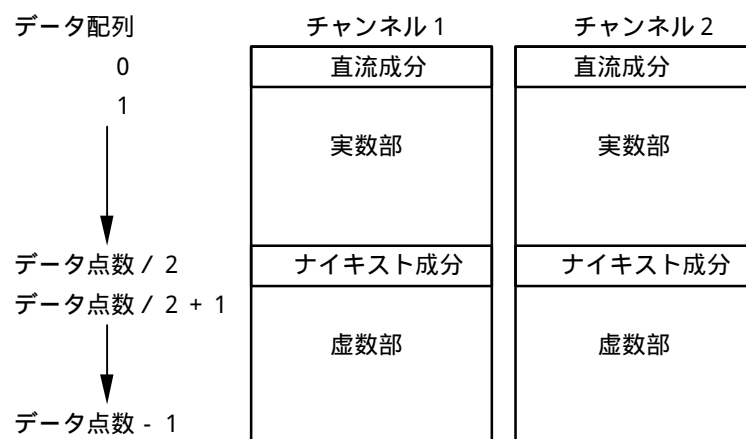 データ配列 チャンネル 1 チャンネル 2
0 直流成分 直流成分
1
実数部 実数部
データ点数 / 2 ナイキスト成分 ナイキスト成分
データ点数 / 2 + 1
虚数部 虚数部
データ点数 - 1